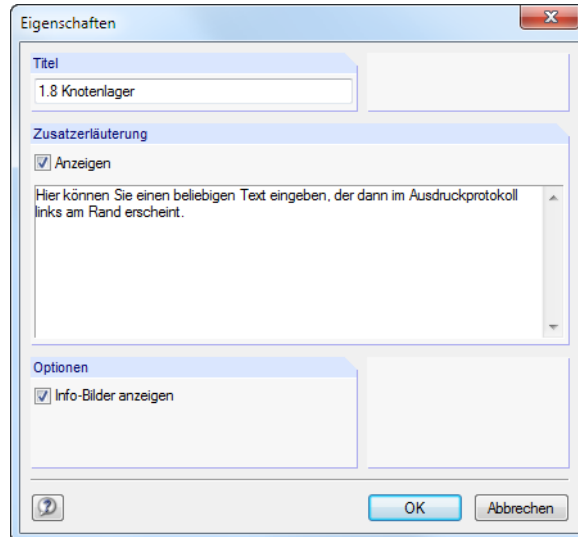 Eigenschaften
Titel
1.8 Knotenlager
Zusatzerläuterung
Anzeigen
Hier können Sie einen beliebigen Text eingeben, der dann im Ausdruckprotokoll
links am Rand erscheint.
Optionen
Info-Bilder anzeigen
OK
Abbrechen